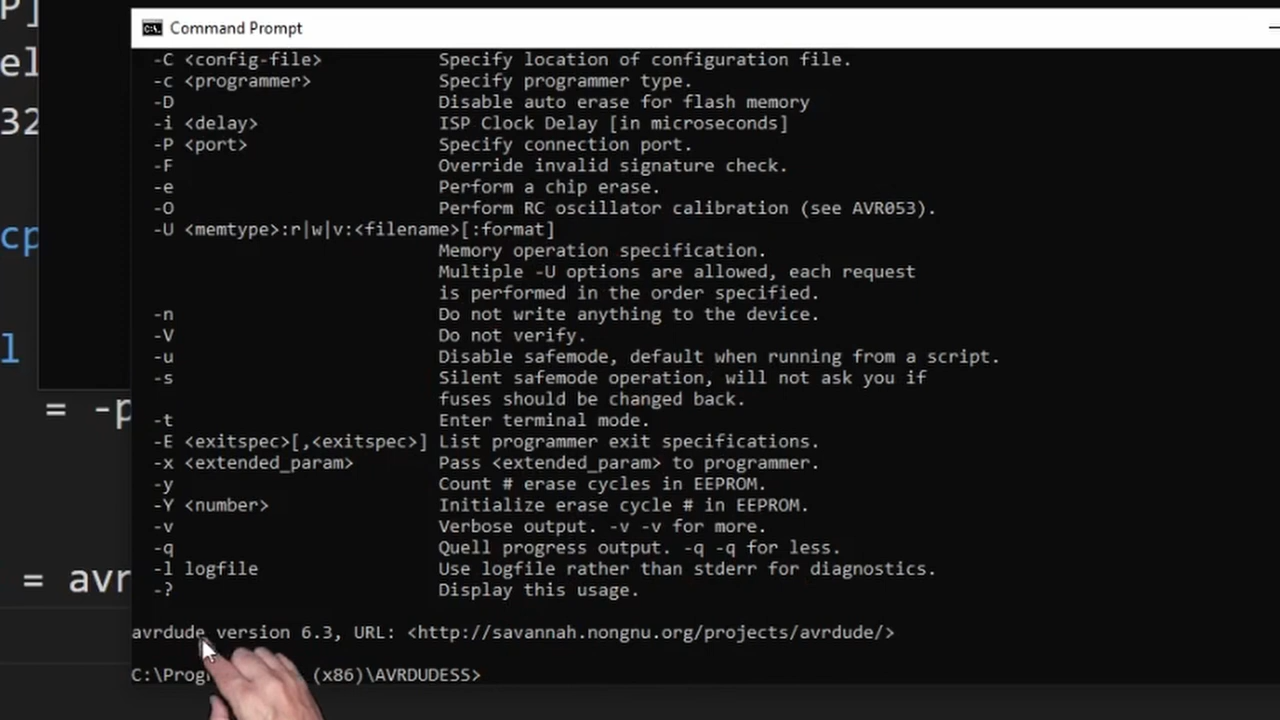 P]
el
32
cp
l
= -p
= avr
Command Prompt
-C <config-file> Specify location of configuration file.
-c <programmer> Specify programmer type.
-D Disable auto erase for flash memory
-i <delay> ISP Clock Delay [in microseconds]
-P <port> Specify connection port.
-F Override invalid signature check.
-e Perform a chip erase.
-O Perform RC oscillator calibration (see AVR053).
-U <memtype>:r|w|v:<filename>[:format]
Memory operation specification.
Multiple -U options are allowed, each request
is performed in the order specified.
-n Do not write anything to the device.
-V Do not verify.
-u Disable safemode, default when running from a script.
-s Silent safemode operation, will not ask you if
fuses should be changed back.
-t Enter terminal mode.
-E <exitspec>[,<exitspec>] List programmer exit specifications.
-x <extended_param> Pass <extended_param> to programmer.
-y Count # erase cycles in EEPROM.
-Y <number> Initialize erase cycle # in EEPROM.
-v Verbose output. -v -v for more.
-q Quell progress output. -q -q for less.
-l logfile Use logfile rather than stderr for diagnostics.
-? Display this usage.
avrdude version 6.3, URL: <http://savannah.nongnu.org/projects/avrdude/>
C:\Prog (x86)\AVRDUDESS>